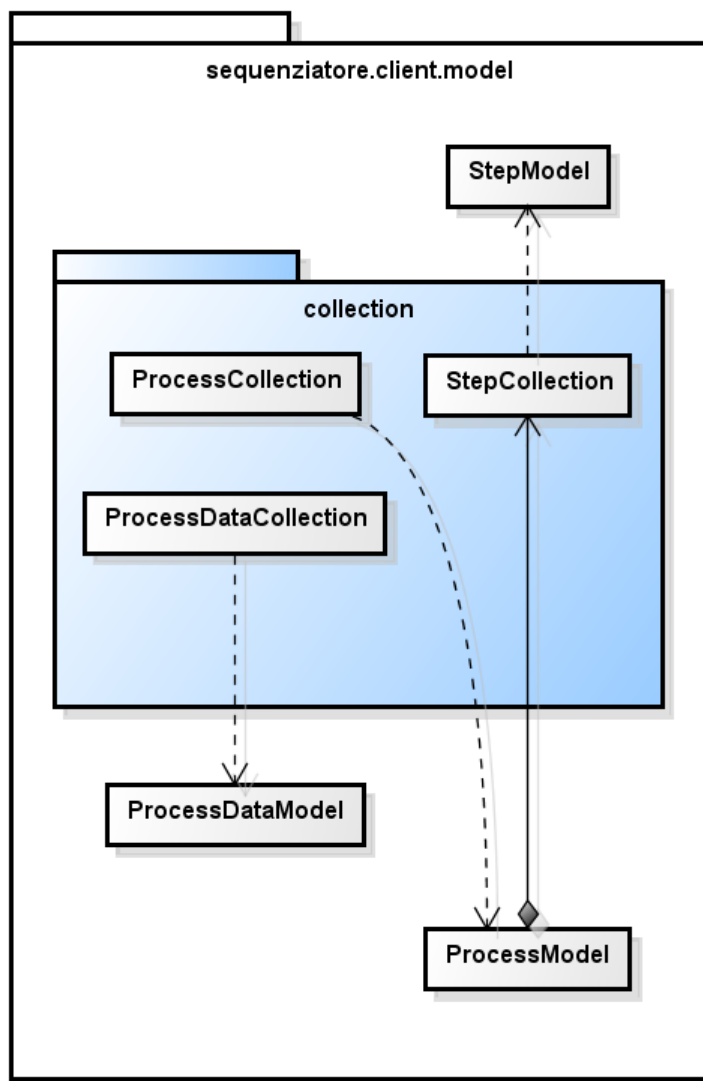 sequenziatore.client.model
StepModel
collection
ProcessCollection
StepCollection
ProcessDataCollection
ProcessDataModel
ProcessModel